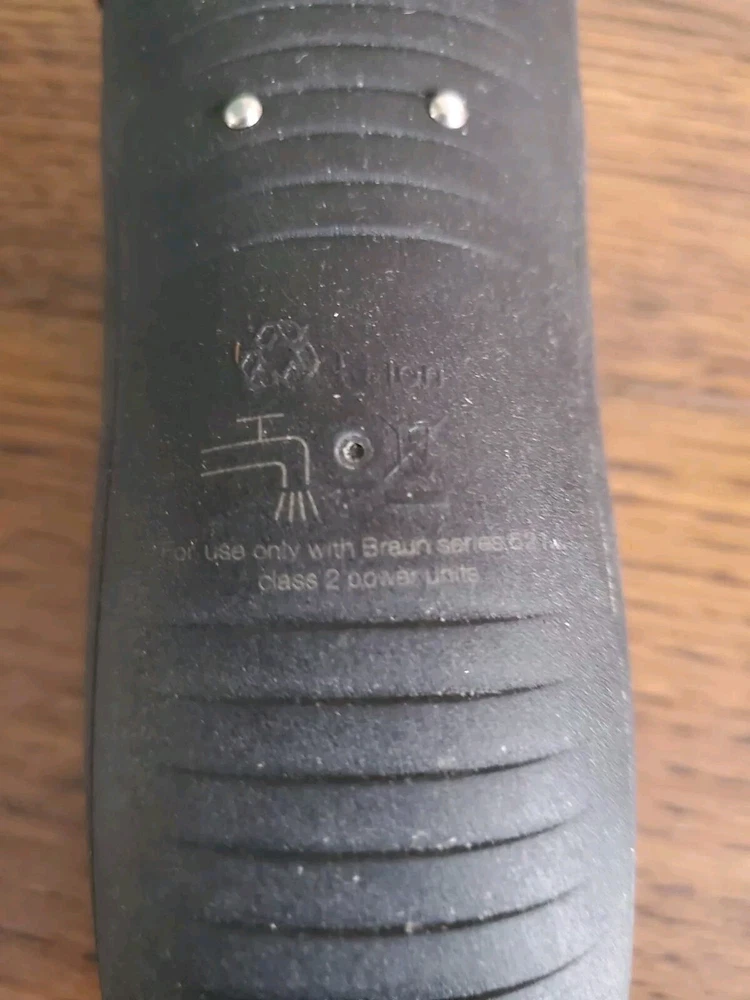 For use only with Braun series
class 2 power units